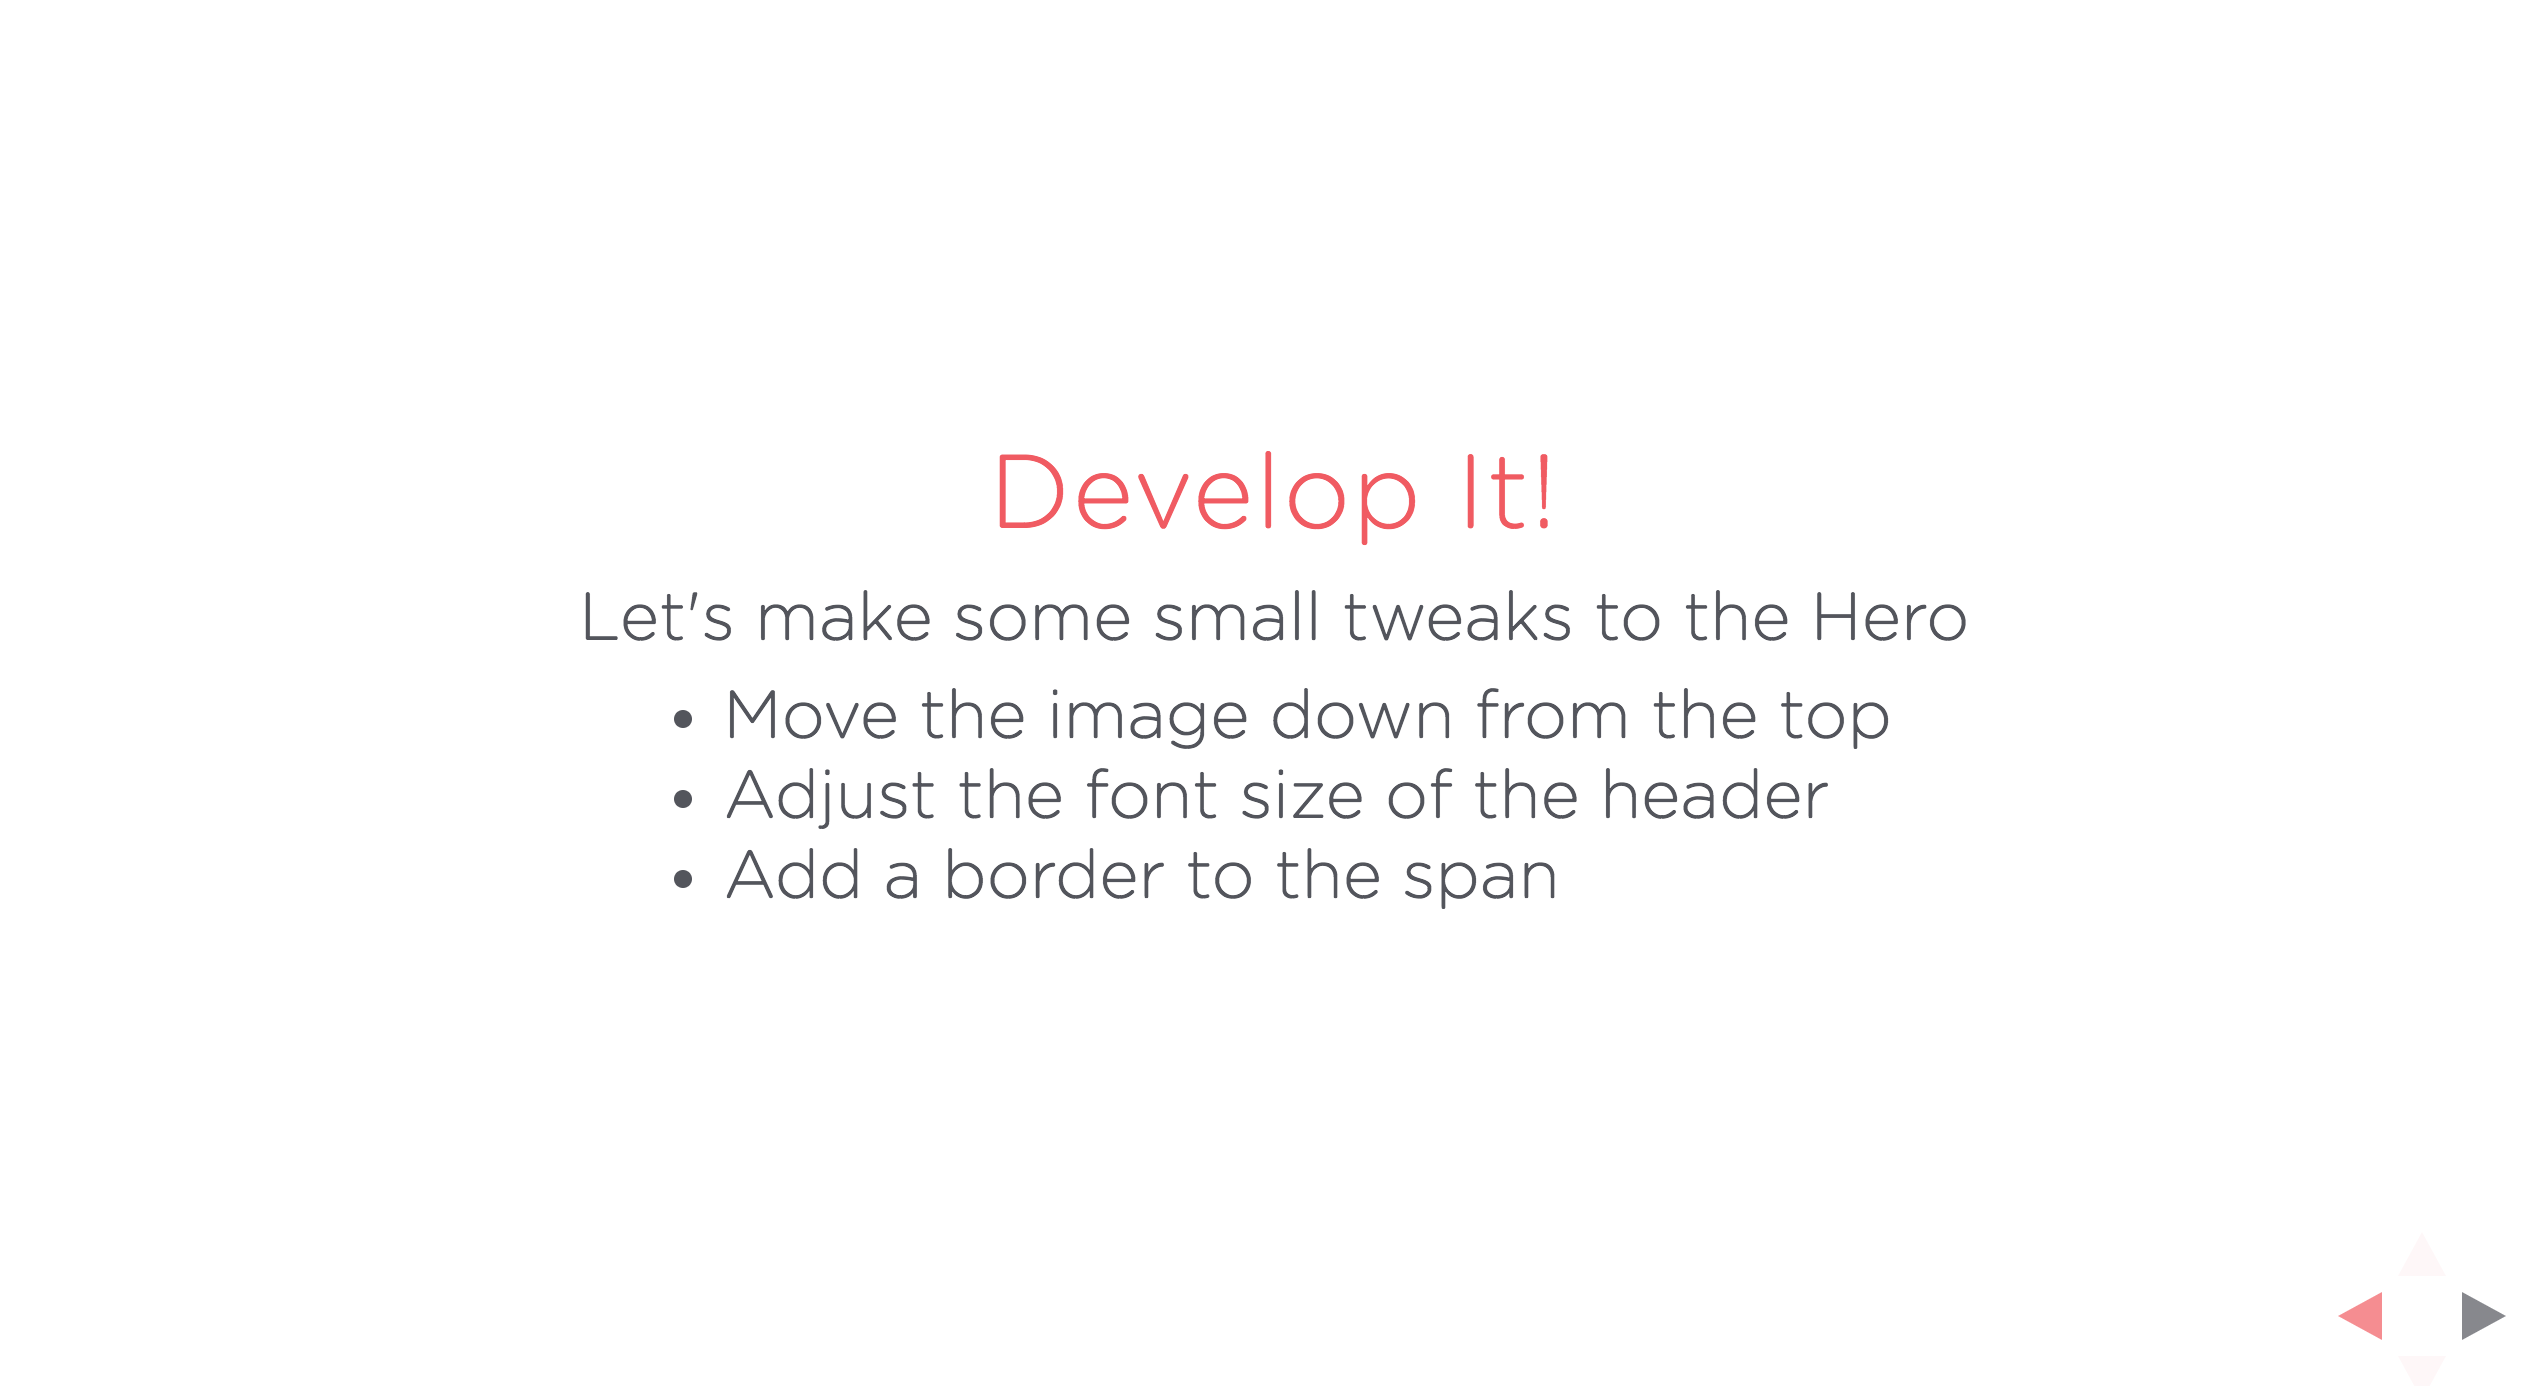 Develop It!
Let's make some small tweaks to the Hero
• Move the image down from the top
• Adjust the font size of the header
• Add a border to the span